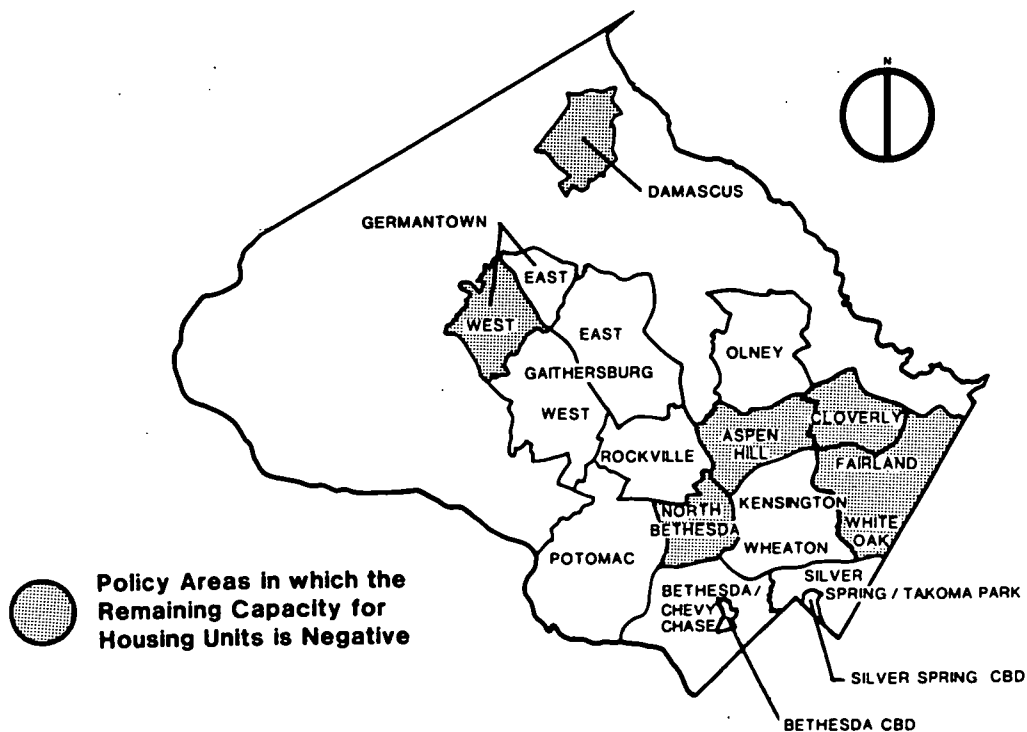 N
DAMASCUS
GERMANTOWN
EAST
WEST
EAST
GAITHERSBURG
WEST
OLNEY
CLOVERLY
ASPEN
HILL
FAIRLAND
ROCKVILLE
KENSINGTON
NORTH
BETHESDA
WHITE
OAK
WHEATON
POTOMAC
SILVER
SPRING / TAKOMA PARK
BETHESDA /
CHEVY
CHASE
SILVER SPRING CBD
BETHESDA CBD
Policy Areas in which the
Remaining Capacity for
Housing Units is Negative